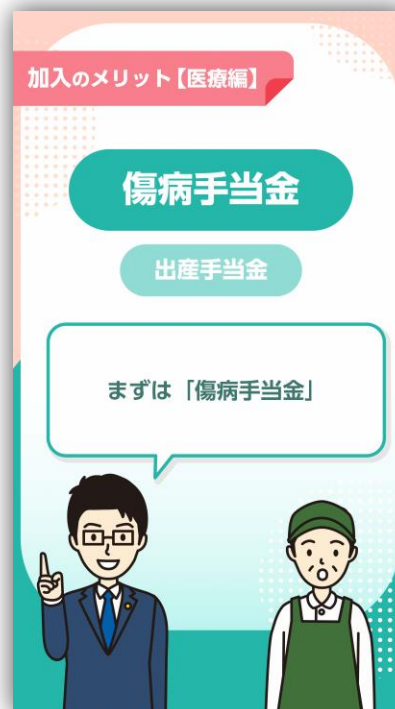 加入のメリット【医療編】
傷病手当金
出産手当金
まずは「傷病手当金」